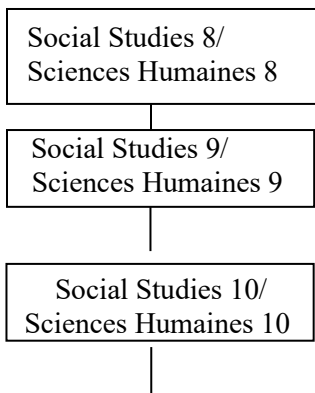 Social Studies 8/
Sciences Humaines 8
Social Studies 9/
Sciences Humaines 9
Social Studies 10/
Sciences Humaines 10